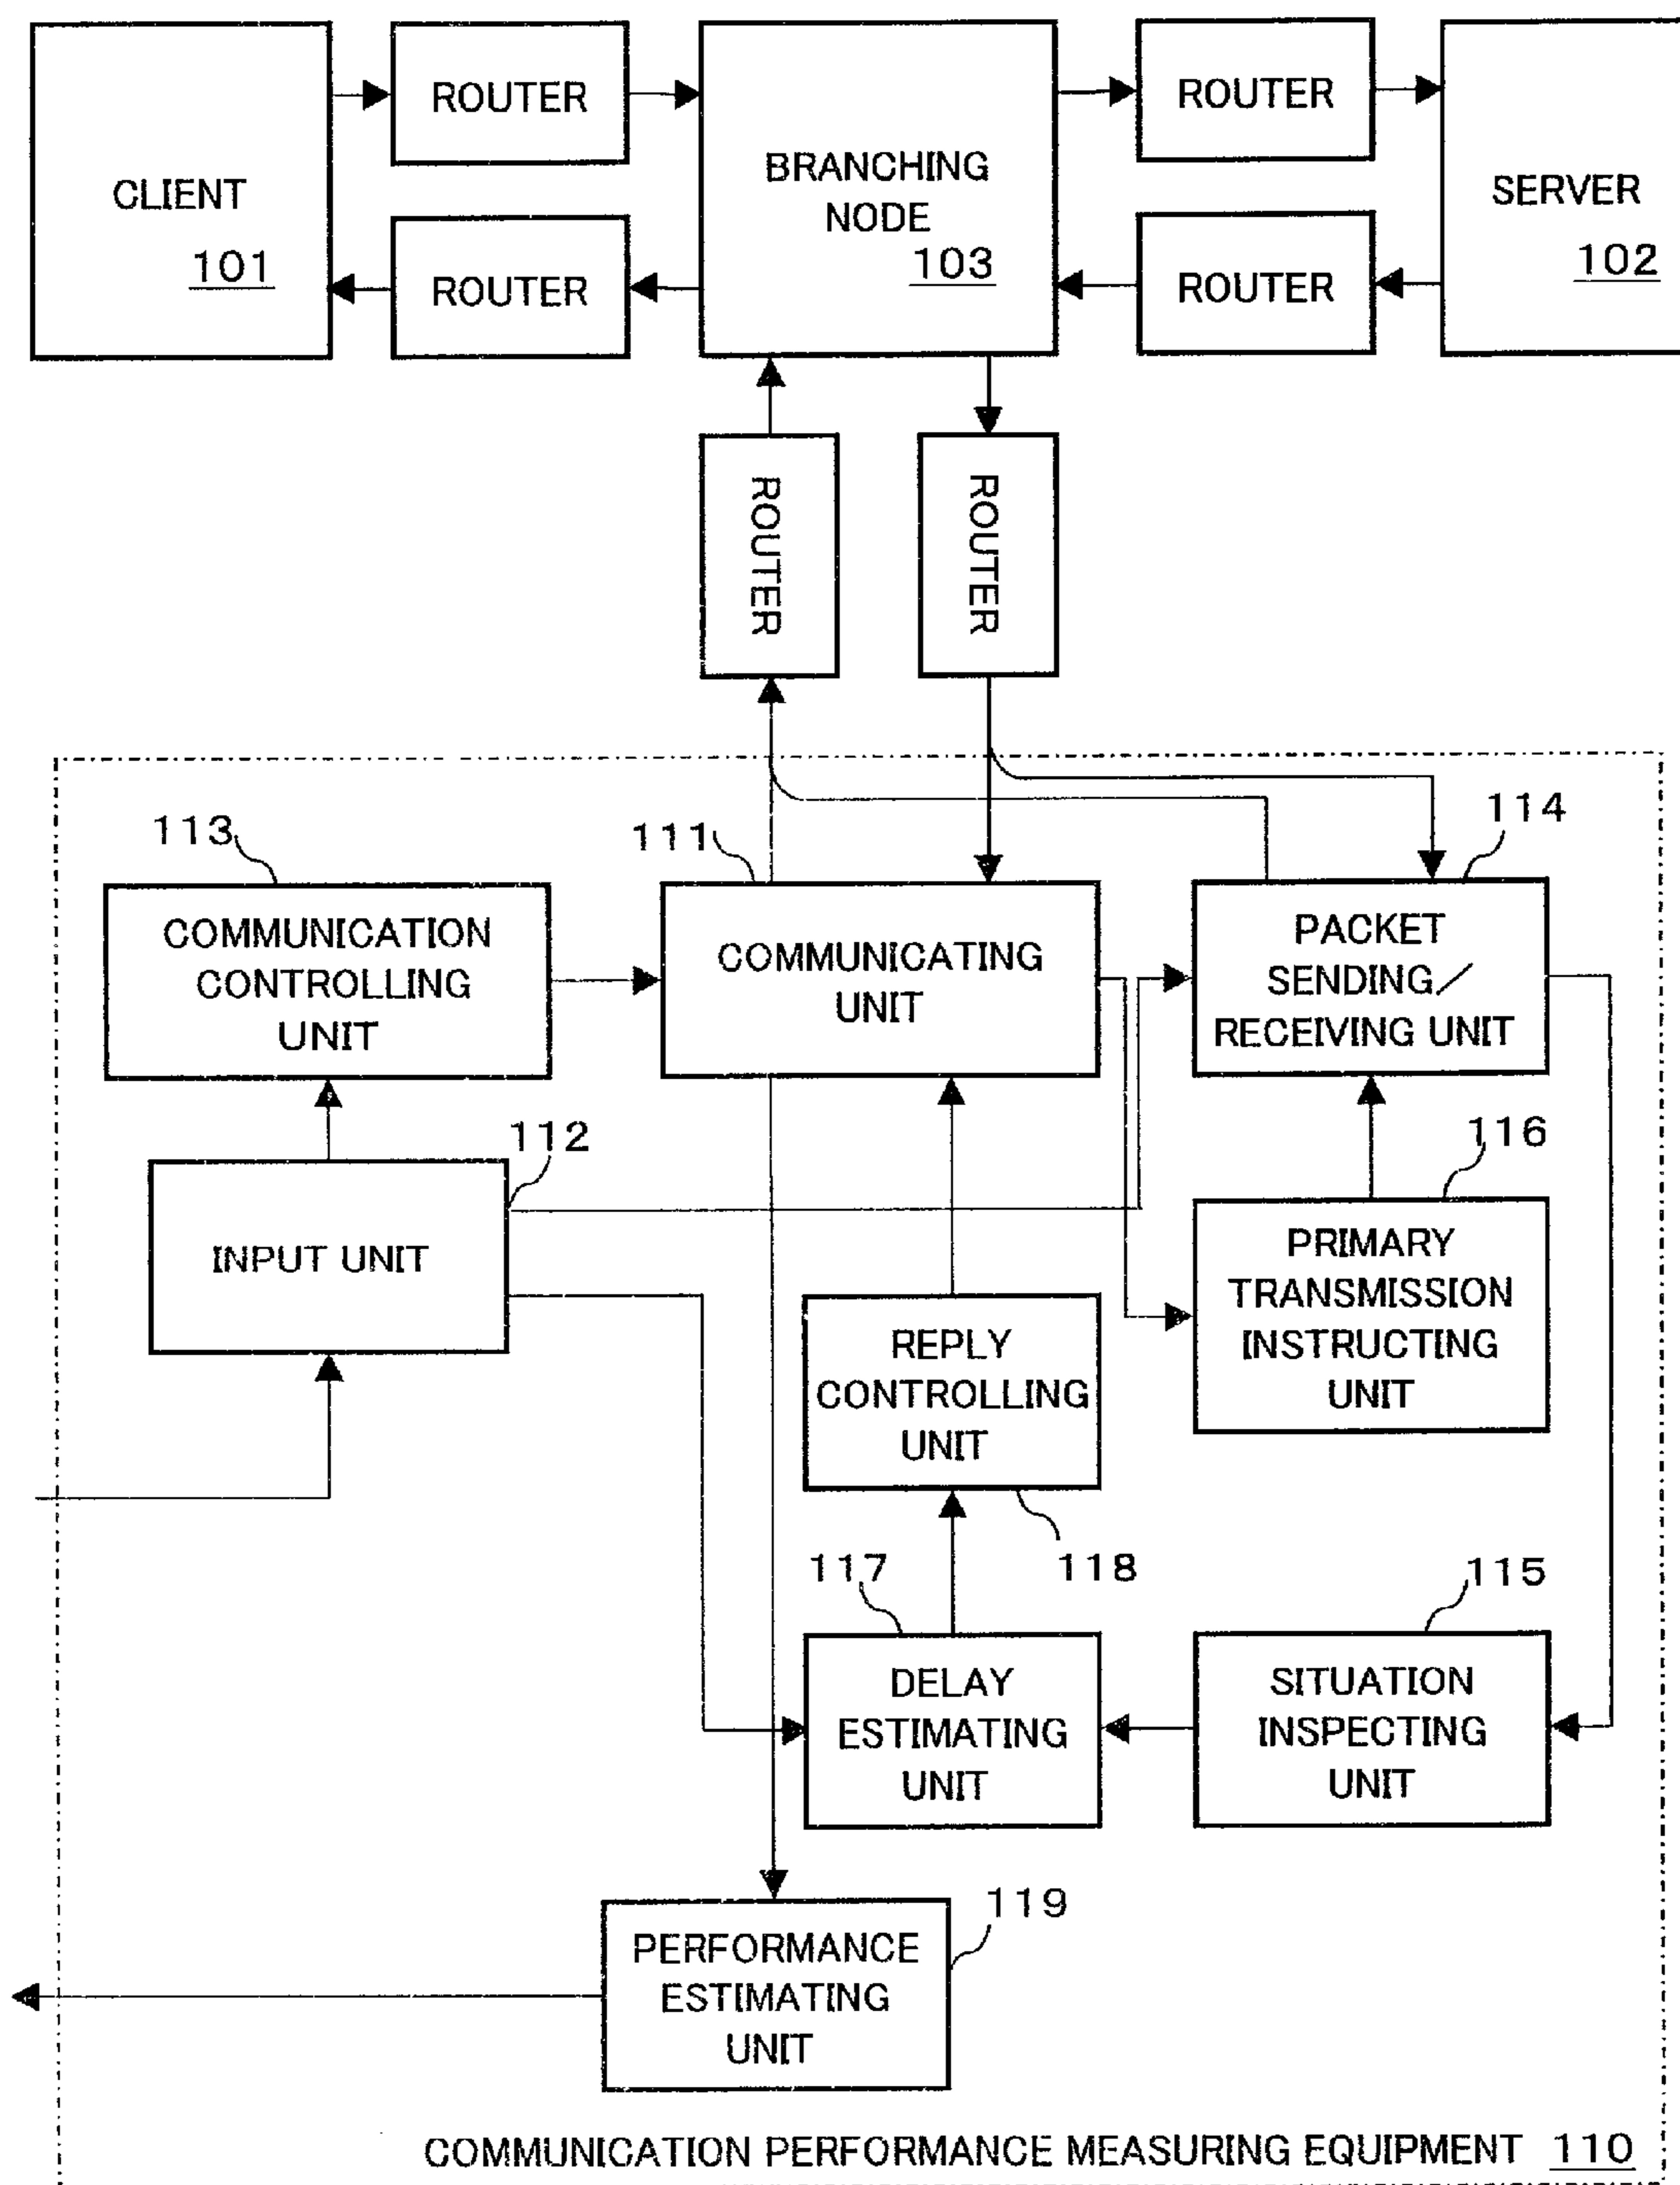 ROUTER
ROUTER
CLIENT
101
BRANCHING
NODE
103
SERVER
102
ROUTER
ROUTER
ROUTER
ROUTER
113
111
114
COMMUNICATION
CONTROLLING
UNIT
COMMUNICATING
UNIT
PACKET
SENDING/
RECEIVING UNIT
112
116
INPUT UNIT
REPLY
CONTROLLING
UNIT
PRIMARY
TRANSMISSION
INSTRUCTING
UNIT
117
118
115
DELAY
ESTIMATING
UNIT
SITUATION
INSPECTING
UNIT
119
PERFORMANCE
ESTIMATING
UNIT
COMMUNICATION PERFORMANCE MEASURING EQUIPMENT 110